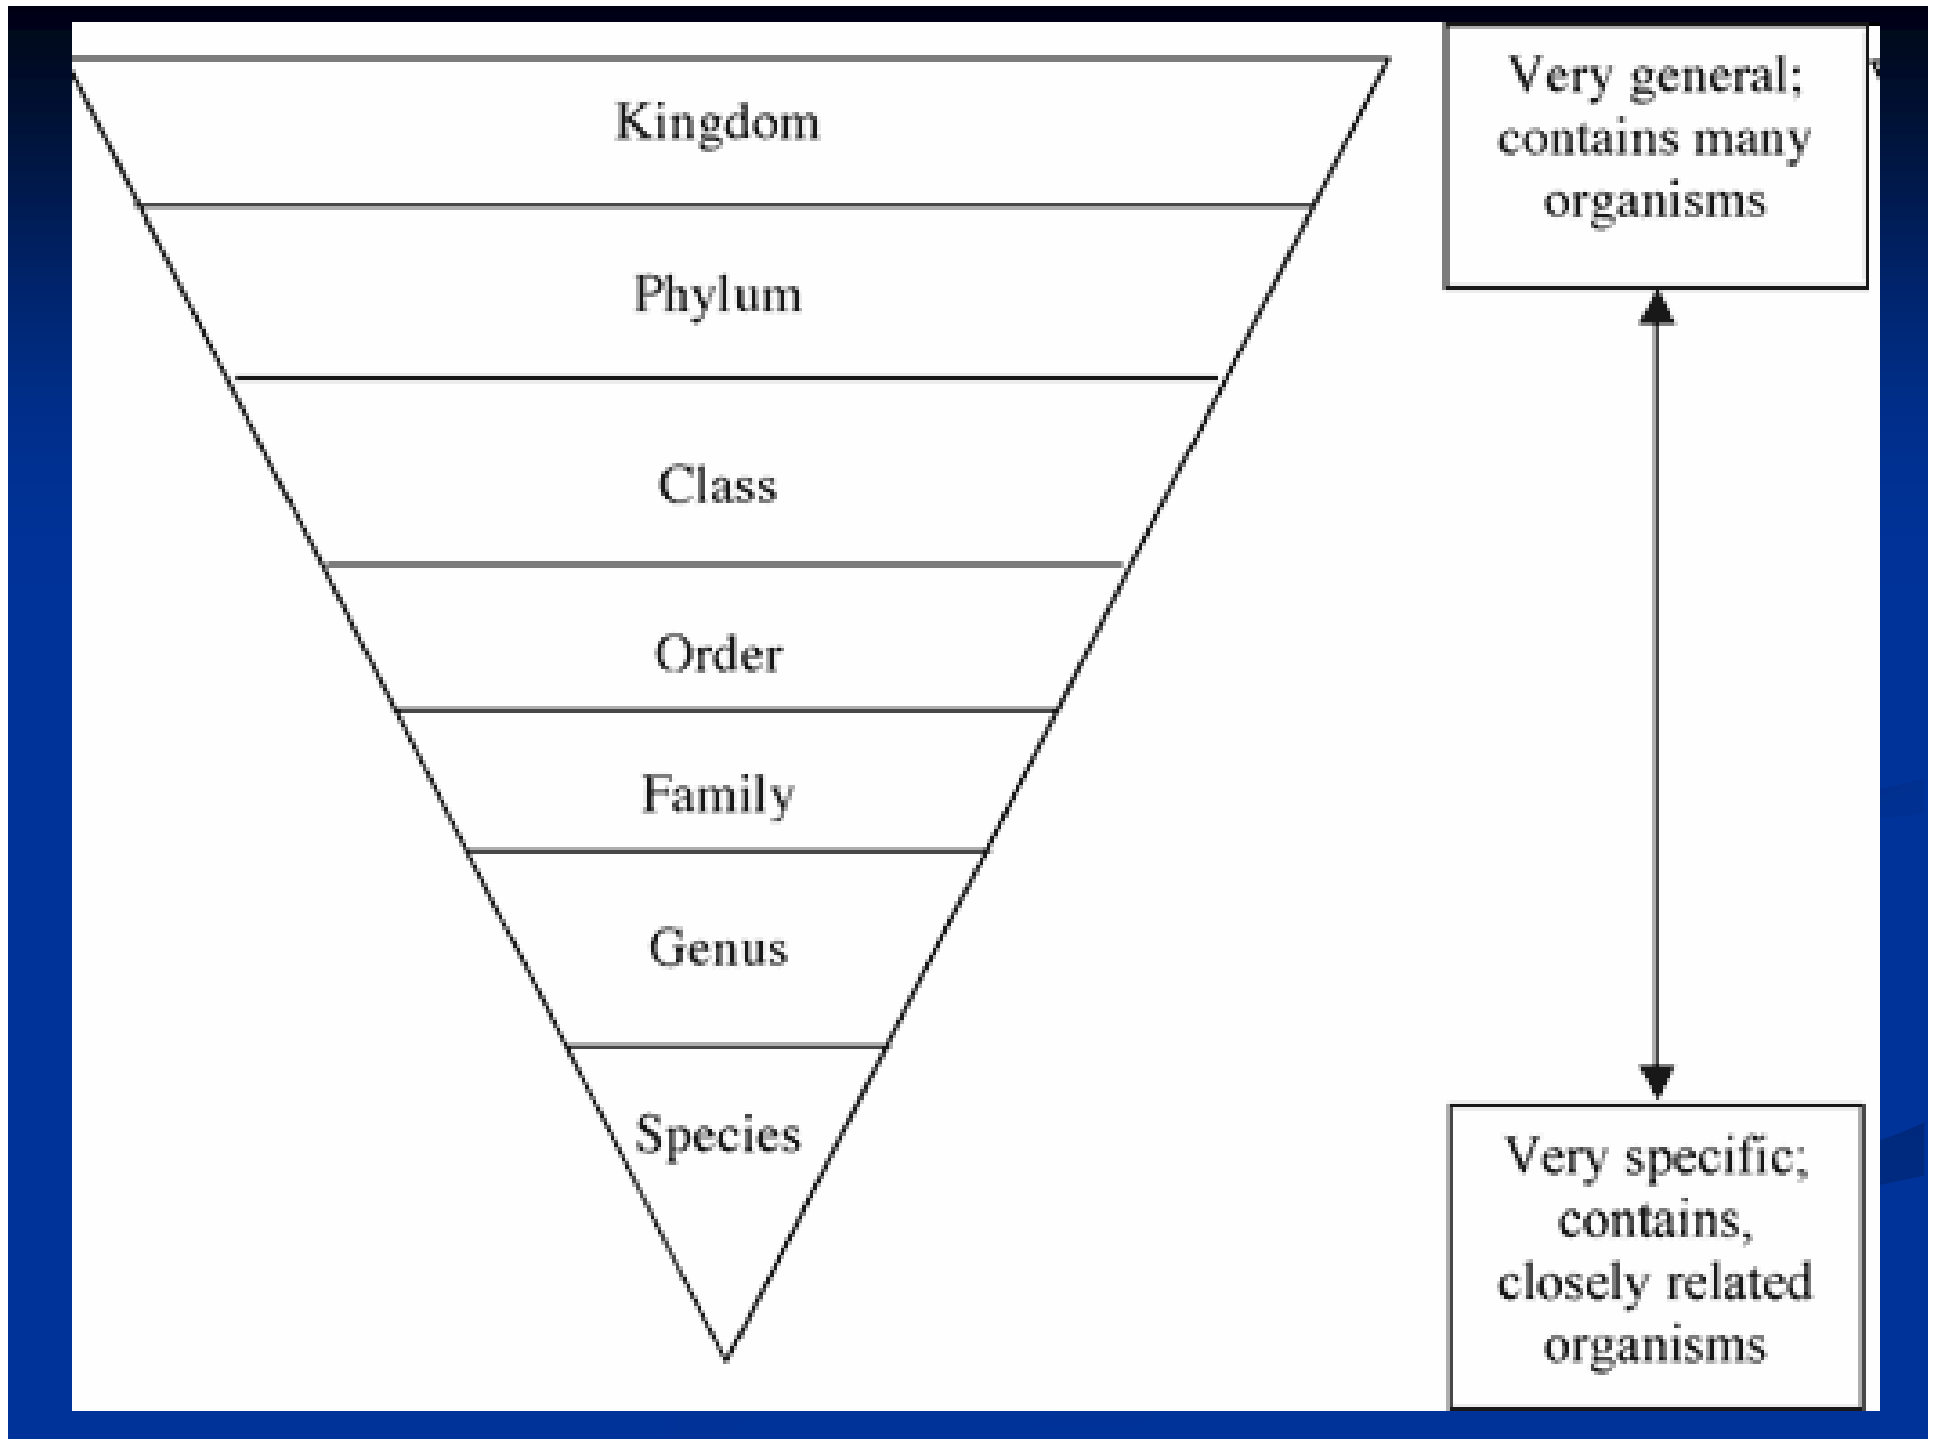 Kingdom
Phylum
Class
Order
Family
Genus
Species
Very general;
contains many
organisms
Very specific;
contains,
closely related
organisms